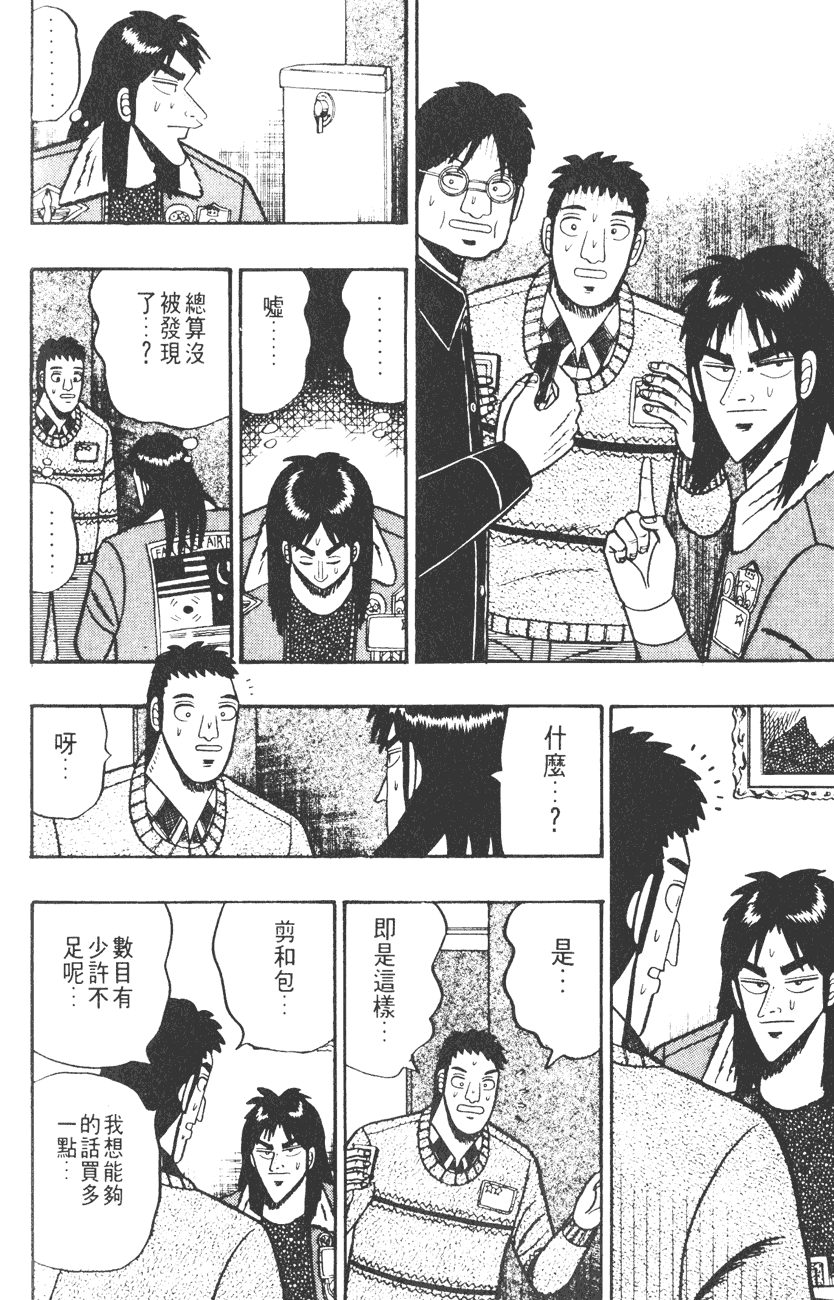 …………
…………
噓……
總算沒
被發現
了…?
…………
什麼…?
呀…
是…
即是這樣…
剪和包…
數目有
少許不
足呢…
我想能夠
的話買多
一點…